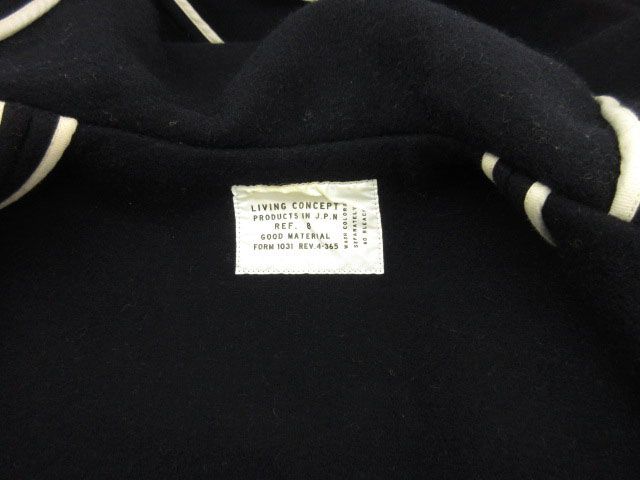 LIVING CONCEPT
PRODUCTS IN J.P.N
REF. 8
GOOD MATERIAL
FORM 1031 REV.4-365
WASH COLORS
SEPARATELY
NO BLEACH